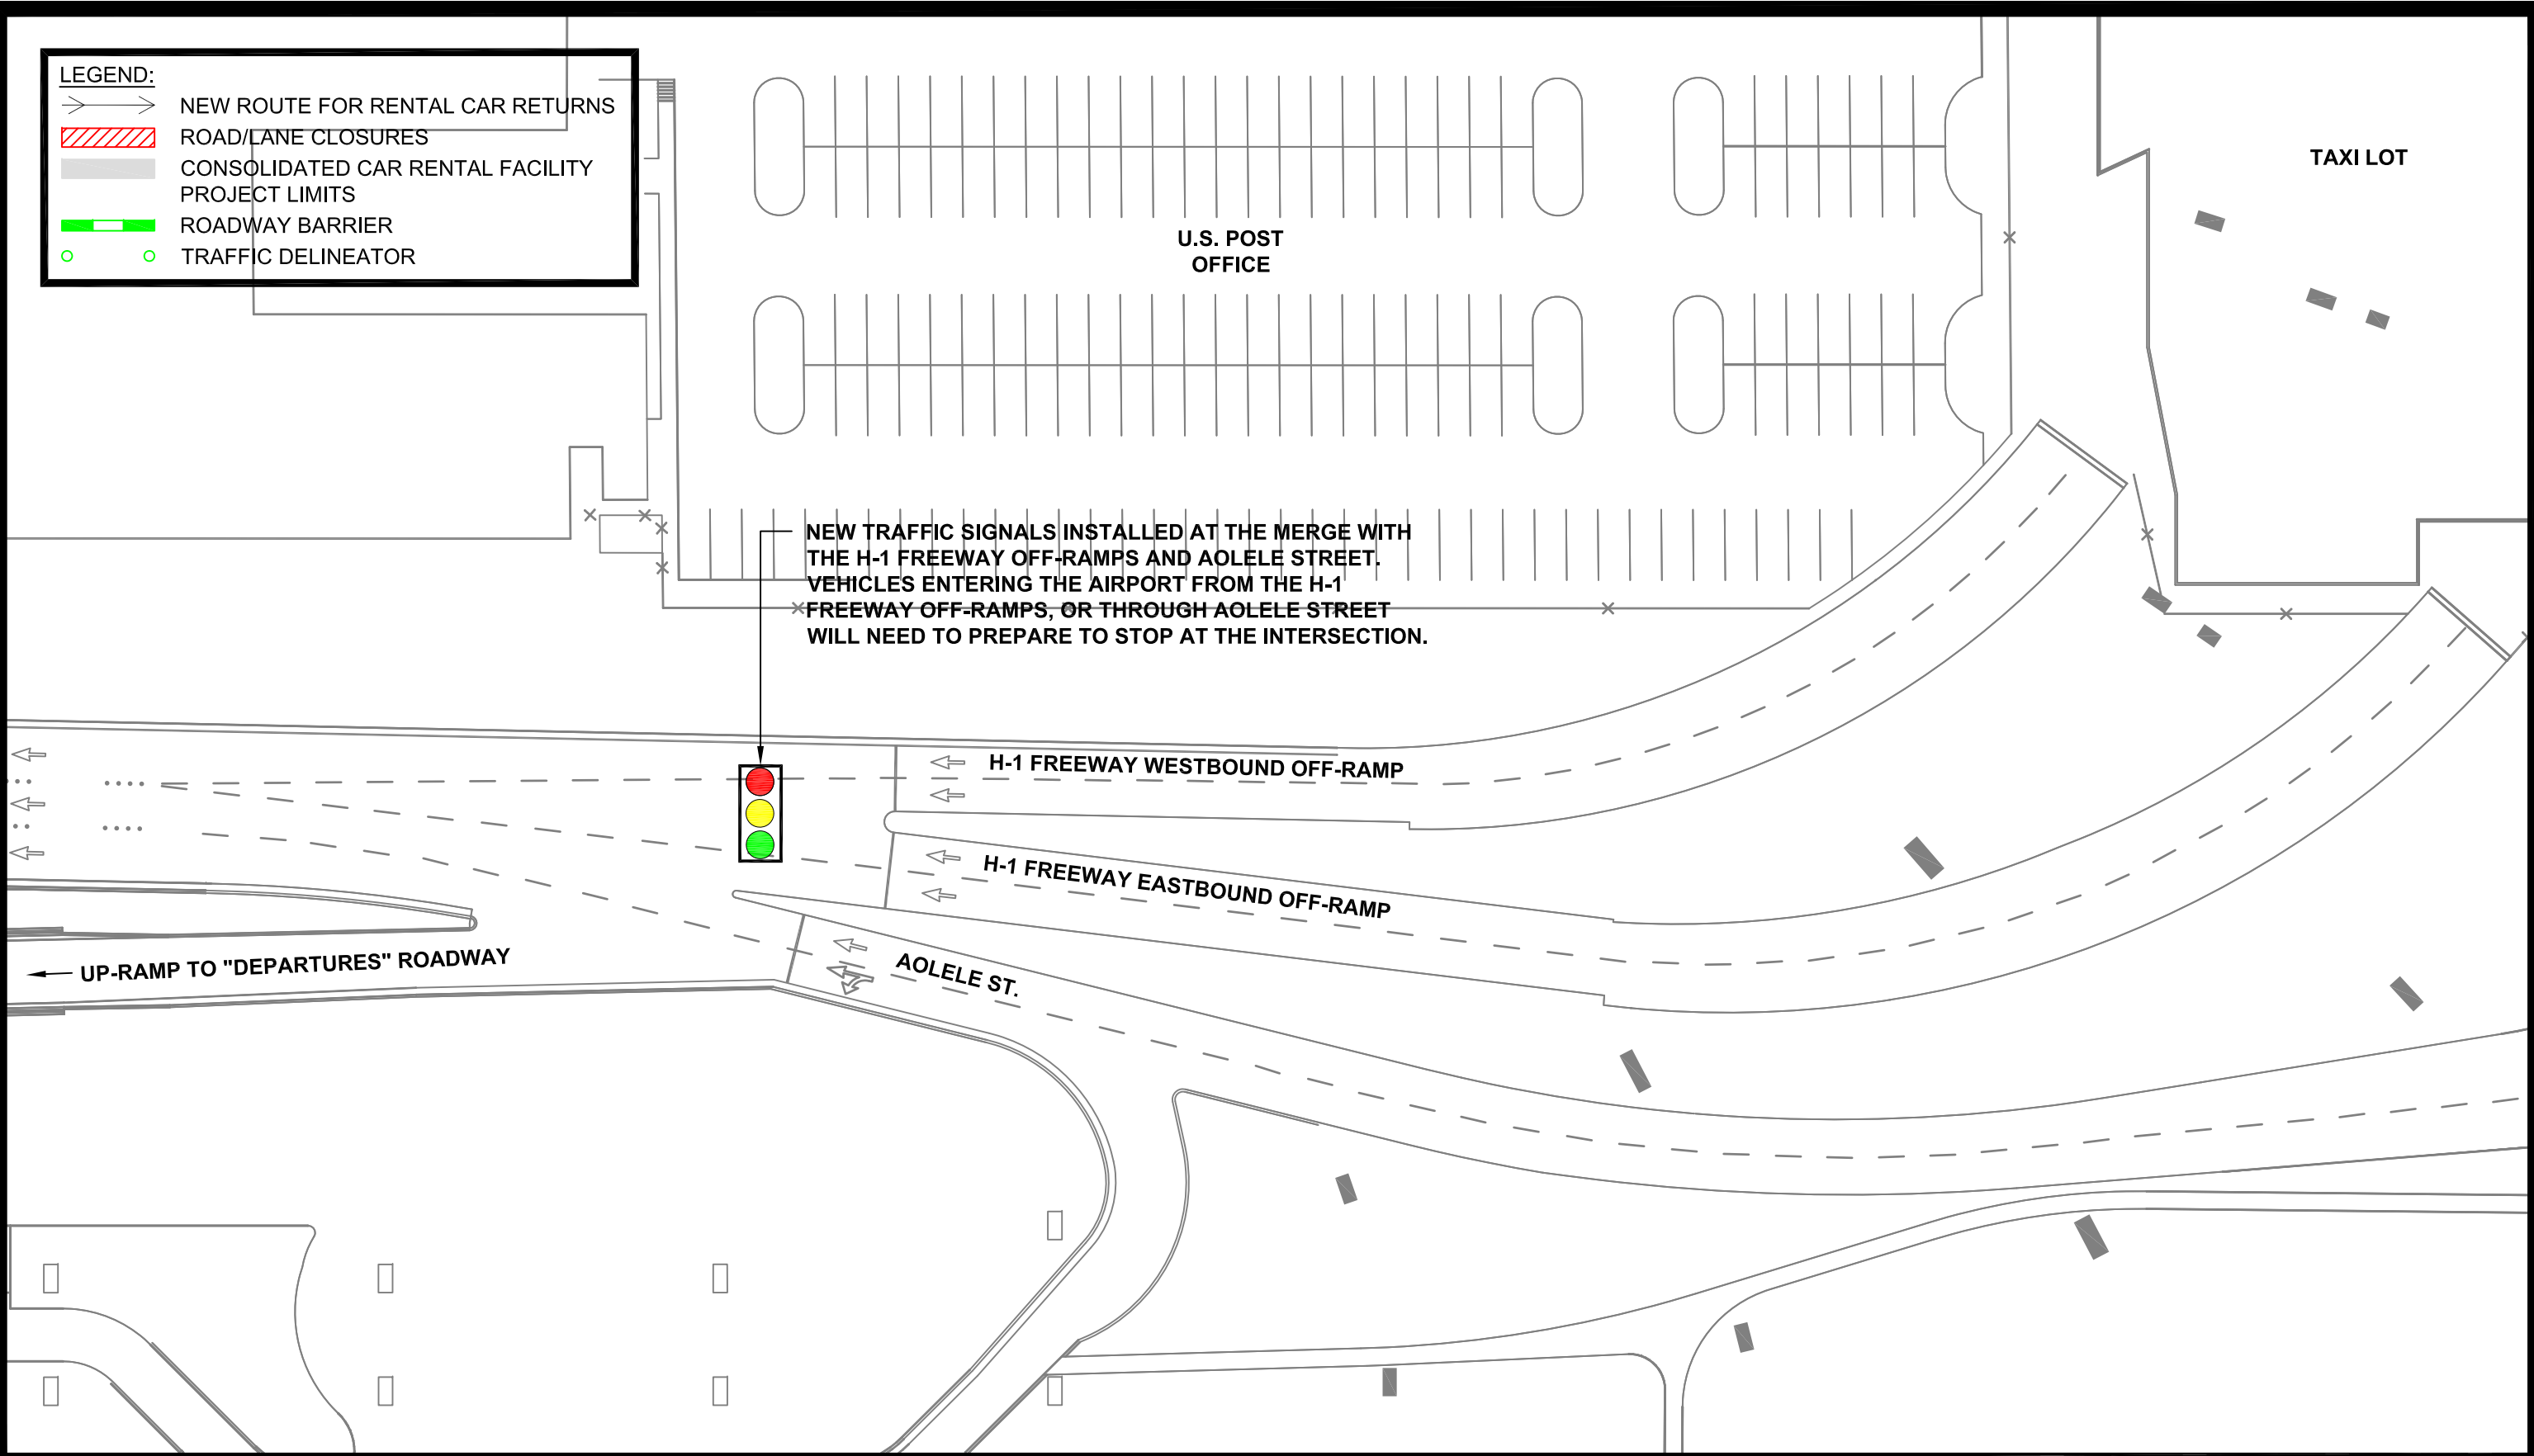 LEGEND:
NEW ROUTE FOR RENTAL CAR RETURNS
ROAD/LANE CLOSURES
CONSOLIDATED CAR RENTAL FACILITY
PROJECT LIMITS
ROADWAY BARRIER
TRAFFIC DELINEATOR
TAXI LOT
U.S. POST
OFFICE
NEW TRAFFIC SIGNALS INSTALLED AT THE MERGE WITH
THE H-1 FREEWAY OFF-RAMPS AND AOLELE STREET.
VEHICLES ENTERING THE AIRPORT FROM THE H-1
FREEWAY OFF-RAMPS, OR THROUGH AOLELE STREET
WILL NEED TO PREPARE TO STOP AT THE INTERSECTION.
H-1 FREEWAY WESTBOUND OFF-RAMP
H-1 FREEWAY EASTBOUND OFF-RAMP
UP-RAMP TO "DEPARTURES" ROADWAY
AOLELE ST.